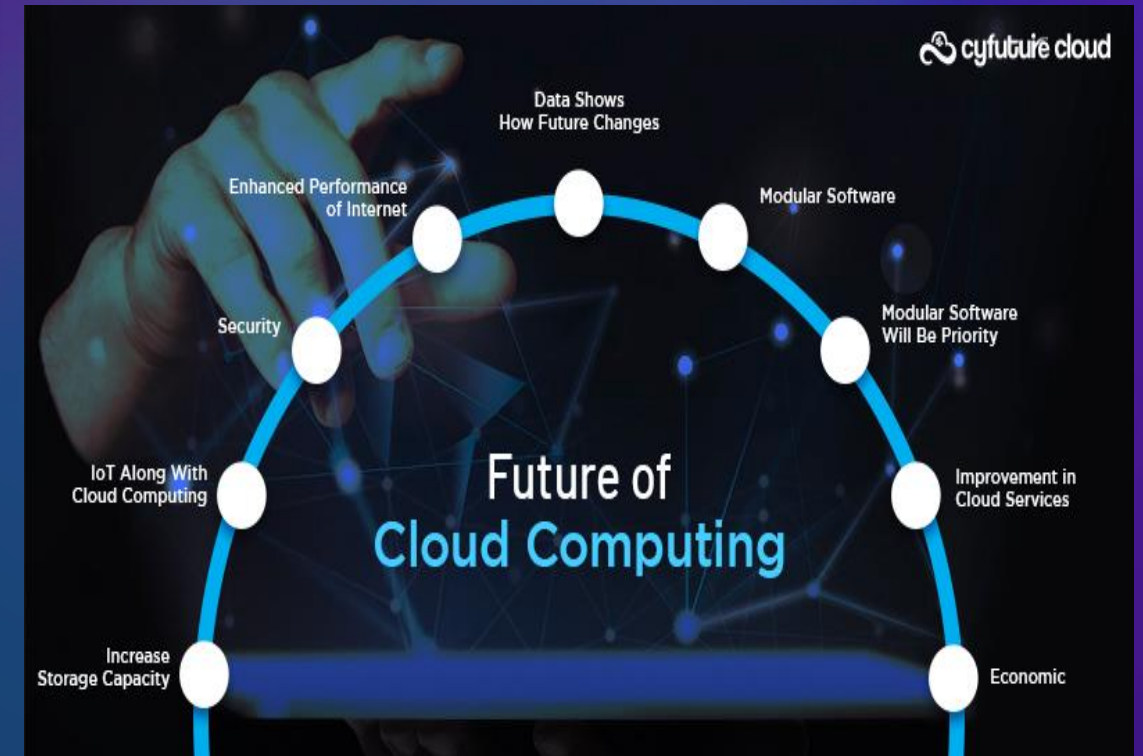 cyfuture cloud
Data Shows
How Future Changes
Enhanced Performance
of Internet
Modular Software
Security
Modular Software
Will Be Priority
IoT Along With
Cloud Computing
Improvement in
Cloud Services
Future of
Cloud Computing
Increase
Storage Capacity
Economic